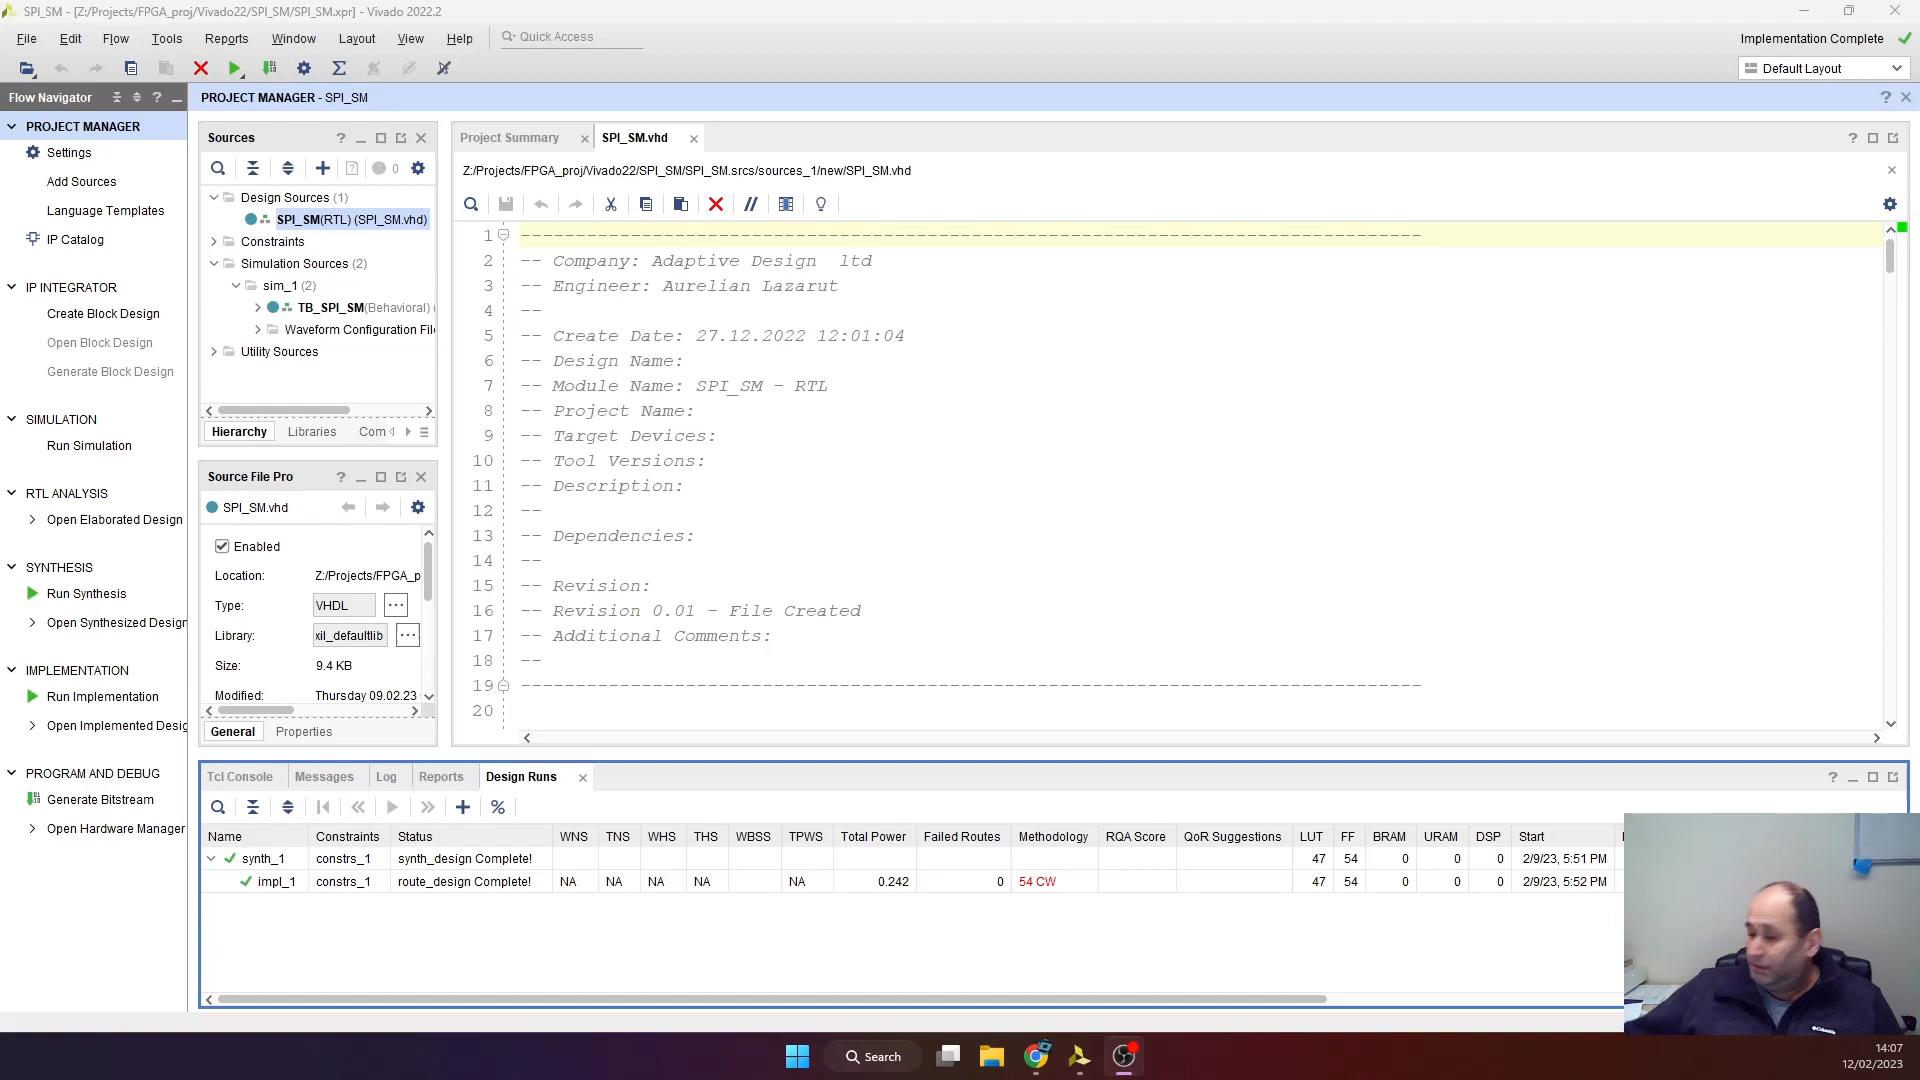 SPI_SM - [Z:/Projects/FPGA_proj/Vivado22/SPI_SM/SPI_SM.xpr] - Vivado 2022.2
File Edit Flow Tools Reports Window Layout View Help
Quick Access
Implementation Complete
Default Layout
Flow Navigator
PROJECT MANAGER - SPI_SM
PROJECT MANAGER
Settings
Add Sources
Language Templates
IP Catalog
IP INTEGRATOR
Create Block Design
Open Block Design
Generate Block Design
SIMULATION
Run Simulation
RTL ANALYSIS
Open Elaborated Design
SYNTHESIS
Run Synthesis
Open Synthesized Design
IMPLEMENTATION
Run Implementation
Open Implemented Desig
PROGRAM AND DEBUG
Generate Bitstream
Open Hardware Manager
Sources
0
Design Sources (1)
SPI_SM(RTL) (SPI_SM.vhd)
Constraints
Simulation Sources (2)
sim_1 (2)
TB_SPI_SM(Behavioral) (
Waveform Configuration File
Utility Sources
Hierarchy Libraries Com
Source File Pro
SPI_SM.vhd
Enabled
Location: Z:/Projects/FPGA_p
Type: VHDL
Library: xil_defaultlib
Size: 9.4 KB
Modified: Thursday 09.02.23
General Properties
Project Summary SPI_SM.vhd
Z:/Projects/FPGA_proj/Vivado22/SPI_SM/SPI_SM.srcs/sources_1/new/SPI_SM.vhd
1 ----------------------------------------------------------------------------------
2 -- Company: Adaptive Design  ltd
3 -- Engineer: Aurelian Lazarut
4 --
5 -- Create Date: 27.12.2022 12:01:04
6 -- Design Name:
7 -- Module Name: SPI_SM - RTL
8 -- Project Name:
9 -- Target Devices:
10 -- Tool Versions:
11 -- Description:
12 --
13 -- Dependencies:
14 --
15 -- Revision:
16 -- Revision 0.01 - File Created
17 -- Additional Comments:
18 --
19 ----------------------------------------------------------------------------------
20
Tcl Console Messages Log Reports Design Runs
Name Constraints Status WNS TNS WHS THS WBSS TPWS Total Power Failed Routes Methodology RQA Score QoR Suggestions LUT FF BRAM URAM DSP Start
synth_1 constrs_1 synth_design Complete! 47 54 0 0 0 2/9/23, 5:51 PM
impl_1 constrs_1 route_design Complete! NA NA NA NA NA 0.242 0 54 CW 47 54 0 0 0 2/9/23, 5:52 PM
Columbia
Search
14:07
12/02/2023